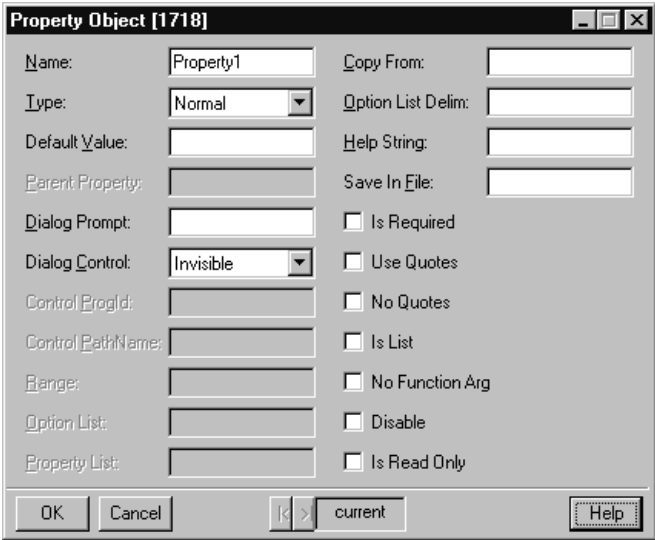 Property Object [1718]
Name: Property1
Type: Normal
Default Value:
Parent Property:
Dialog Prompt:
Dialog Control: Invisible
Control ProgId:
Control PathName:
Range:
Option List:
Property List:
Copy From:
Option List Delim:
Help String:
Save In File:
Is Required
Use Quotes
No Quotes
Is List
No Function Arg
Disable
Is Read Only
OK Cancel current Help